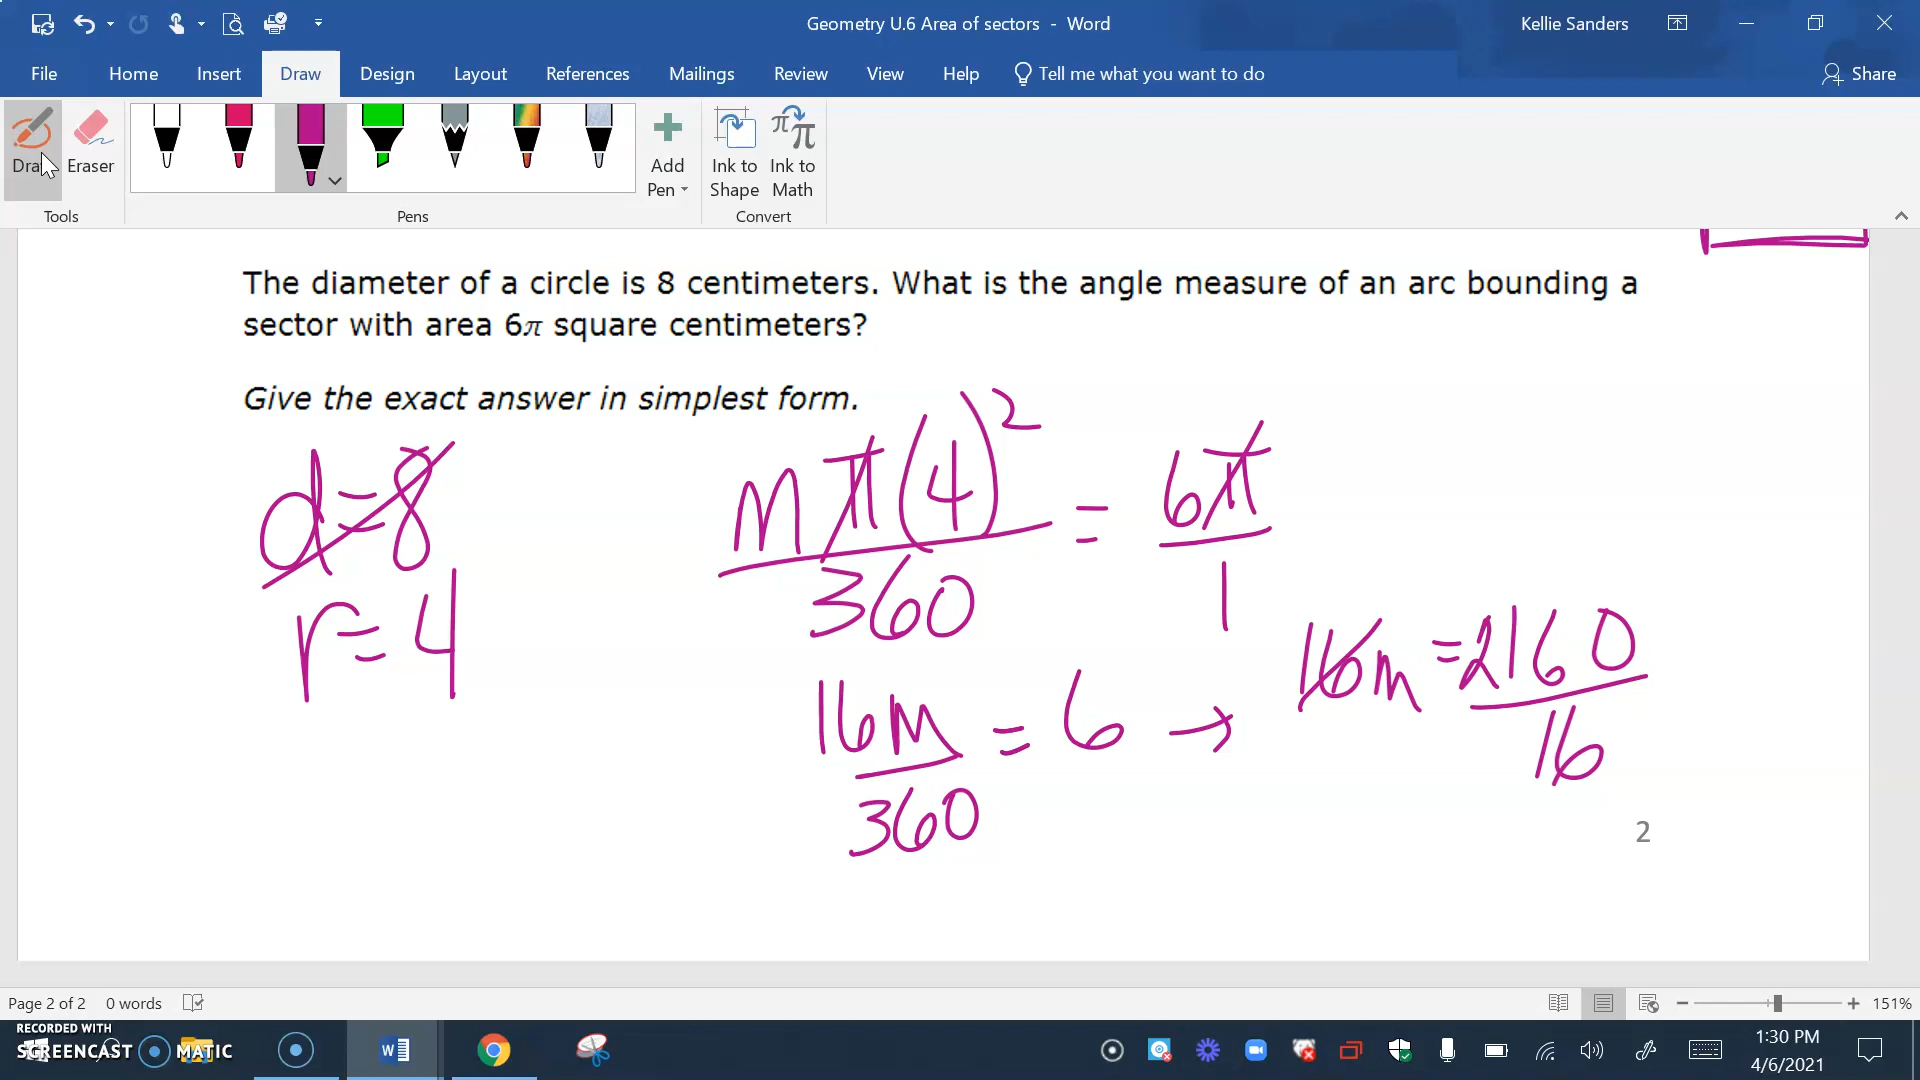 Geometry U.6 Area of sectors - Word
Kellie Sanders
File Home Insert Draw Design Layout References Mailings Review View Help Tell me what you want to do Share
Draw Eraser
Add Pen
Ink to Shape
Ink to Math
Tools
Pens
Convert
The diameter of a circle is 8 centimeters. What is the angle measure of an arc bounding a
sector with area 6π square centimeters?
Give the exact answer in simplest form.
d=8
r=4
mπ(4)²/360 = 6π/1
16m/360 = 6 →
16m = 2160/16
2
Page 2 of 2 0 words
151%
RECORDED WITH
SCREENCAST MATIC
1:30 PM
4/6/2021